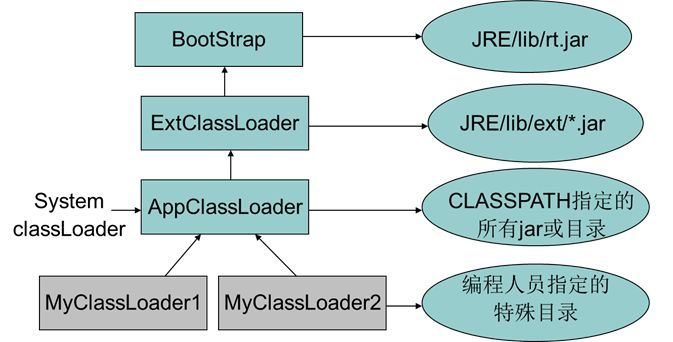 BootStrap
JRE/lib/rt.jar
ExtClassLoader
JRE/lib/ext/*.jar
System
classLoader
AppClassLoader
CLASSPATH指定的
所有jar或目录
MyClassLoader1
MyClassLoader2
编程人员指定的
特殊目录